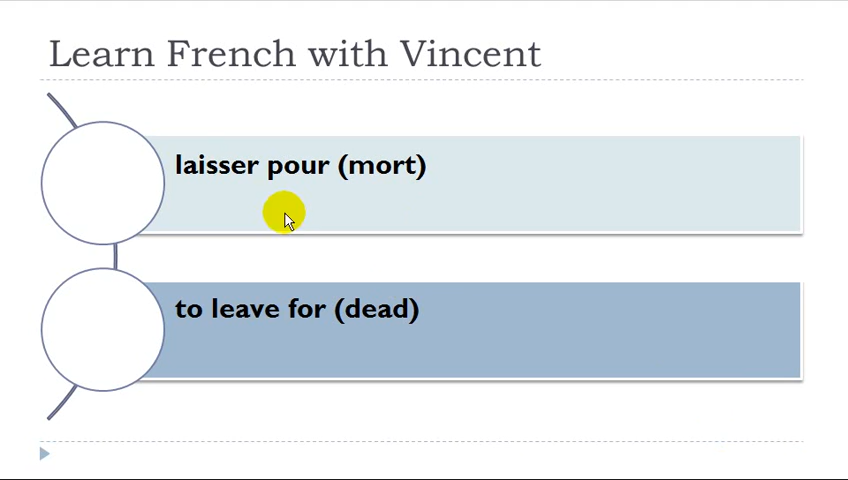 Learn French with Vincent
laisser pour (mort)
to leave for (dead)